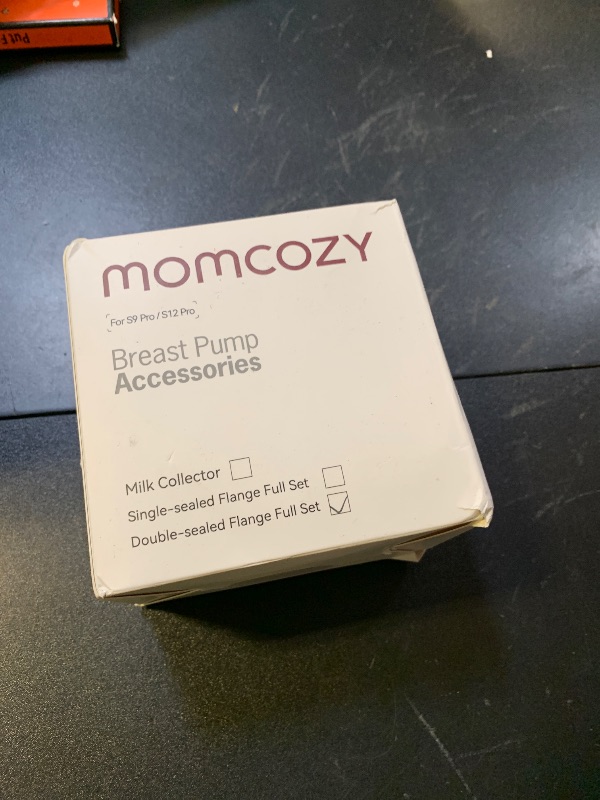 Put F
momcozy
For S9 Pro / S12 Pro
Breast Pump
Accessories
Milk Collector
Single-sealed Flange Full Set
Double-sealed Flange Full Set